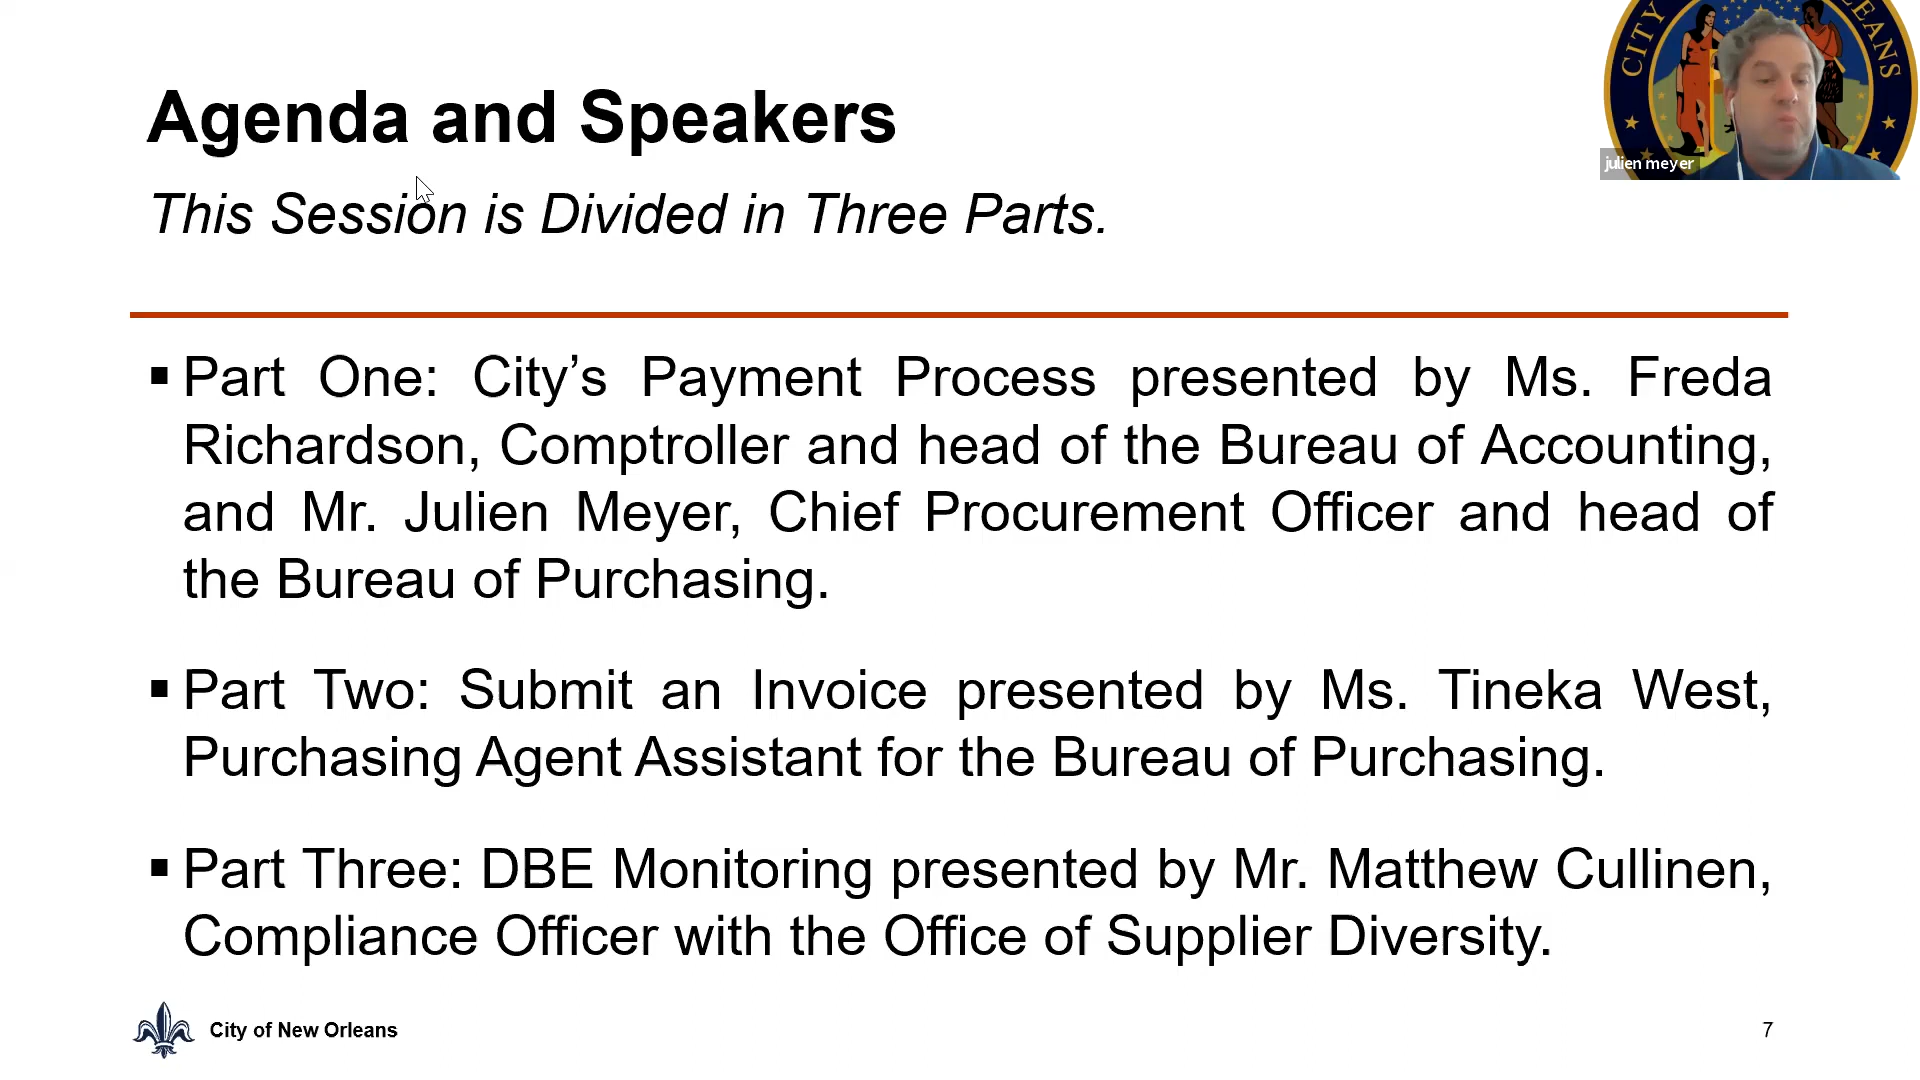 Agenda and Speakers
This Session is Divided in Three Parts.
▪ Part One: City’s Payment Process presented by Ms. Freda
Richardson, Comptroller and head of the Bureau of Accounting,
and Mr. Julien Meyer, Chief Procurement Officer and head of
the Bureau of Purchasing.
▪ Part Two: Submit an Invoice presented by Ms. Tineka West,
Purchasing Agent Assistant for the Bureau of Purchasing.
▪ Part Three: DBE Monitoring presented by Mr. Matthew Cullinen,
Compliance Officer with the Office of Supplier Diversity.
City of New Orleans
7
CITY
LEANS
julien meyer